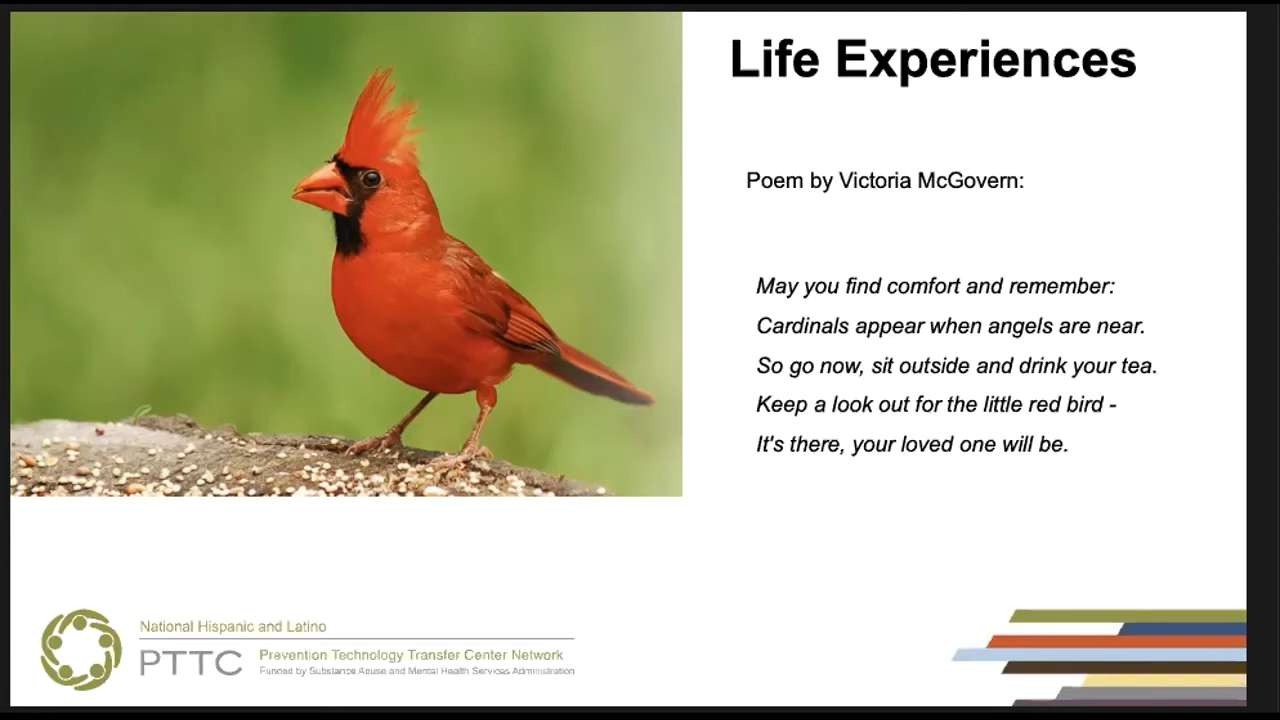 Life Experiences
Poem by Victoria McGovern:
May you find comfort and remember:
Cardinals appear when angels are near.
So go now, sit outside and drink your tea.
Keep a look out for the little red bird -
It's there, your loved one will be.
National Hispanic and Latino
PTTC
Prevention Technology Transfer Center Network
Funded by Substance Abuse and Mental Health Services Administration